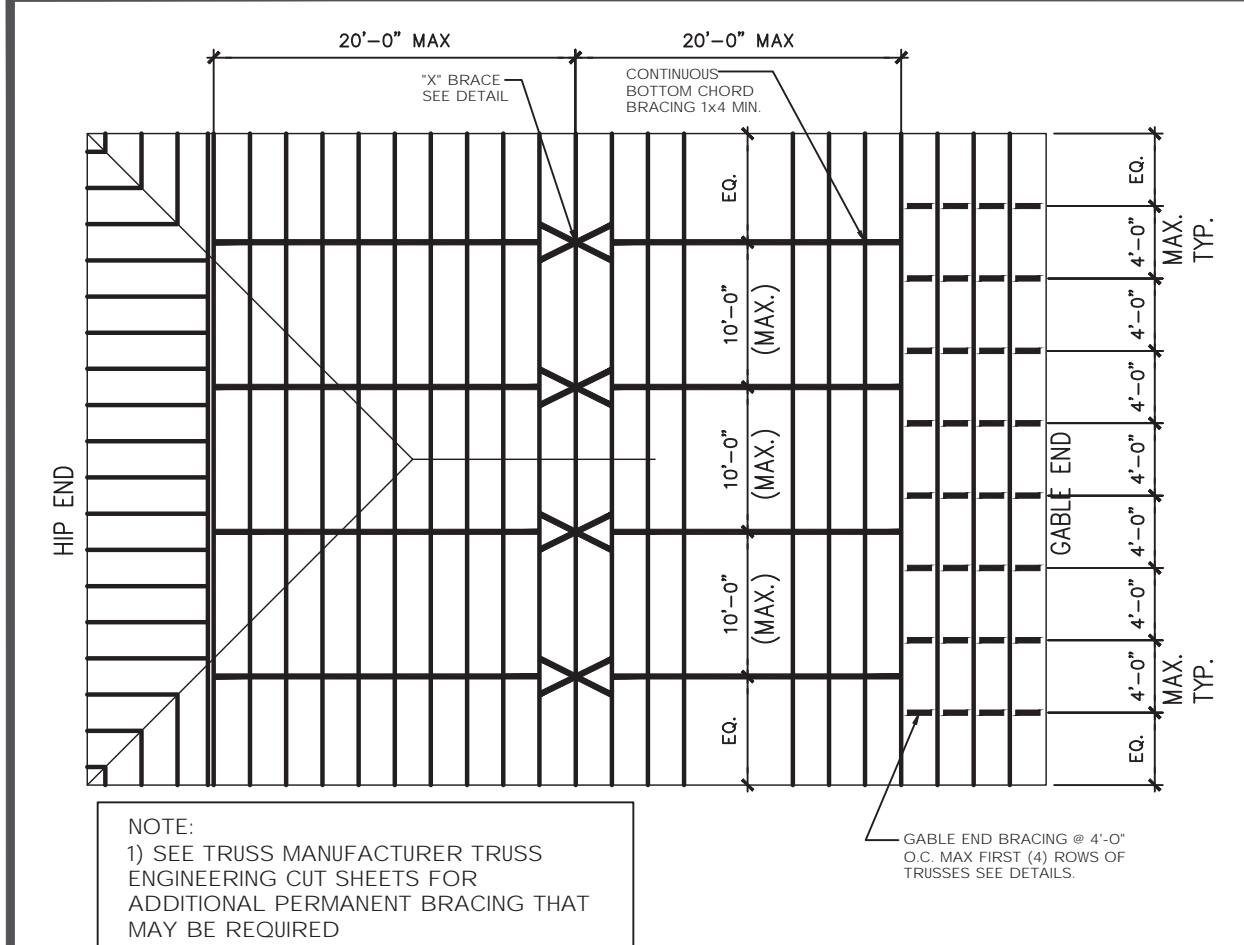 20'-0" MAX
20'-0" MAX
"X" BRACE
SEE DETAIL
CONTINUOUS
BOTTOM CHORD
BRACING 1x4 MIN.
EQ.
10'-0"
(MAX.)
10'-0"
(MAX.)
10'-0"
(MAX.)
EQ.
HIP END
GABLE END
EQ.
4'-0"
MAX.
TYP.
4'-0"
4'-0"
4'-0"
4'-0"
4'-0"
4'-0"
MAX.
TYP.
EQ.
GABLE END BRACING @ 4'-0"
O.C. MAX FIRST (4) ROWS OF
TRUSSES SEE DETAILS.
NOTE:
1) SEE TRUSS MANUFACTURER TRUSS
ENGINEERING CUT SHEETS FOR
ADDITIONAL PERMANENT BRACING THAT
MAY BE REQUIRED